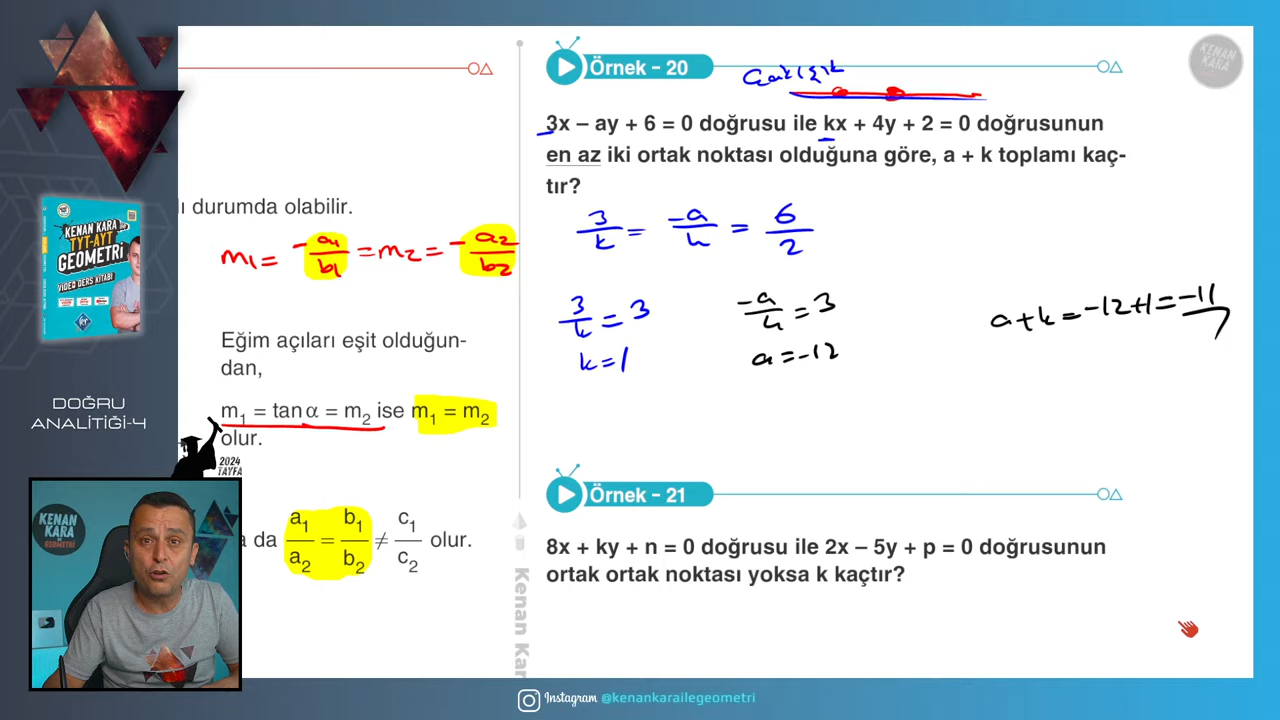 KENAN KARA
TYT-AYT
GEOMETRİ
VİDEO DERS KİTABI
DOĞRU
ANALİTİĞİ-4
2024
TAYFA
KENAN
KARA
GEOMETRİ
lı durumda olabilir.
m1 = -a1/b1 = m2 = -a2/b2
Eğim açıları eşit olduğun-
dan,
m1 = tan α = m2 ise m1 = m2
olur.
a da a1/a2 = b1/b2 ≠ c1/c2 olur.
Kenan Kar
KENAN
KARA
Örnek - 20
Çakışık
3x – ay + 6 = 0 doğrusu ile kx + 4y + 2 = 0 doğrusunun
en az iki ortak noktası olduğuna göre, a + k toplamı kaç-
tır?
3/k = -a/4 = 6/2
3/k = 3 -a/4 = 3 a+k = -12+1 = -11
k = 1 a = -12
Örnek - 21
8x + ky + n = 0 doğrusu ile 2x – 5y + p = 0 doğrusunun
ortak ortak noktası yoksa k kaçtır?
Instagram @kenankarailegeometri